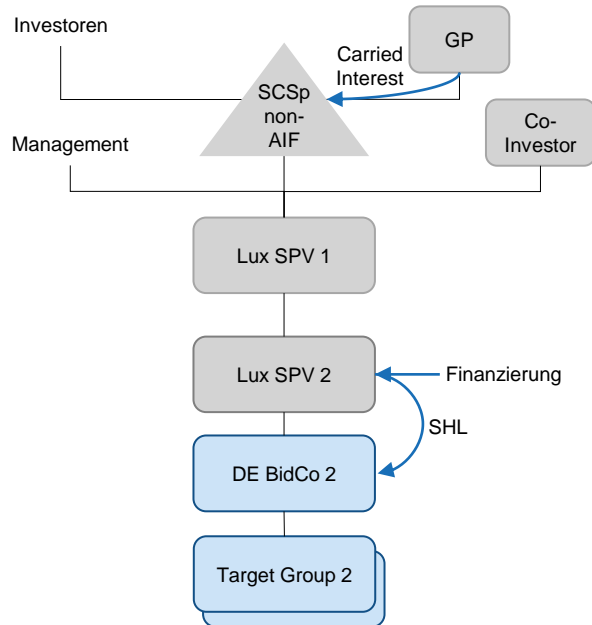 Investoren
GP
Carried
Interest
SCSp
non-
AIF
Management
Co-
Investor
Lux SPV 1
Lux SPV 2
Finanzierung
SHL
DE BidCo 2
Target Group 2